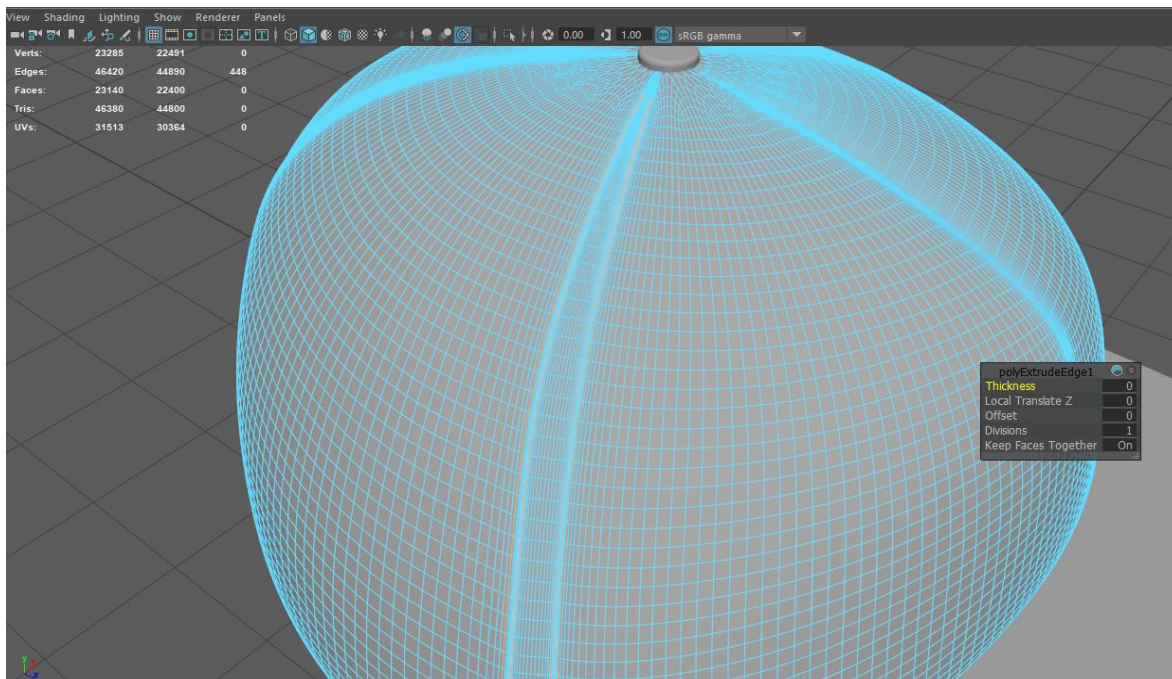 View Shading Lighting Show Renderer Panels
0.00 1.00 ON sRGB gamma
Verts: 23285 22491 0
Edges: 46420 44890 448
Faces: 23140 22400 0
Tris: 46380 44800 0
UVs: 31513 30364 0
polyExtrudeEdge1
Thickness 0
Local Translate Z 0
Offset 0
Divisions 1
Keep Faces Together On
y x
z